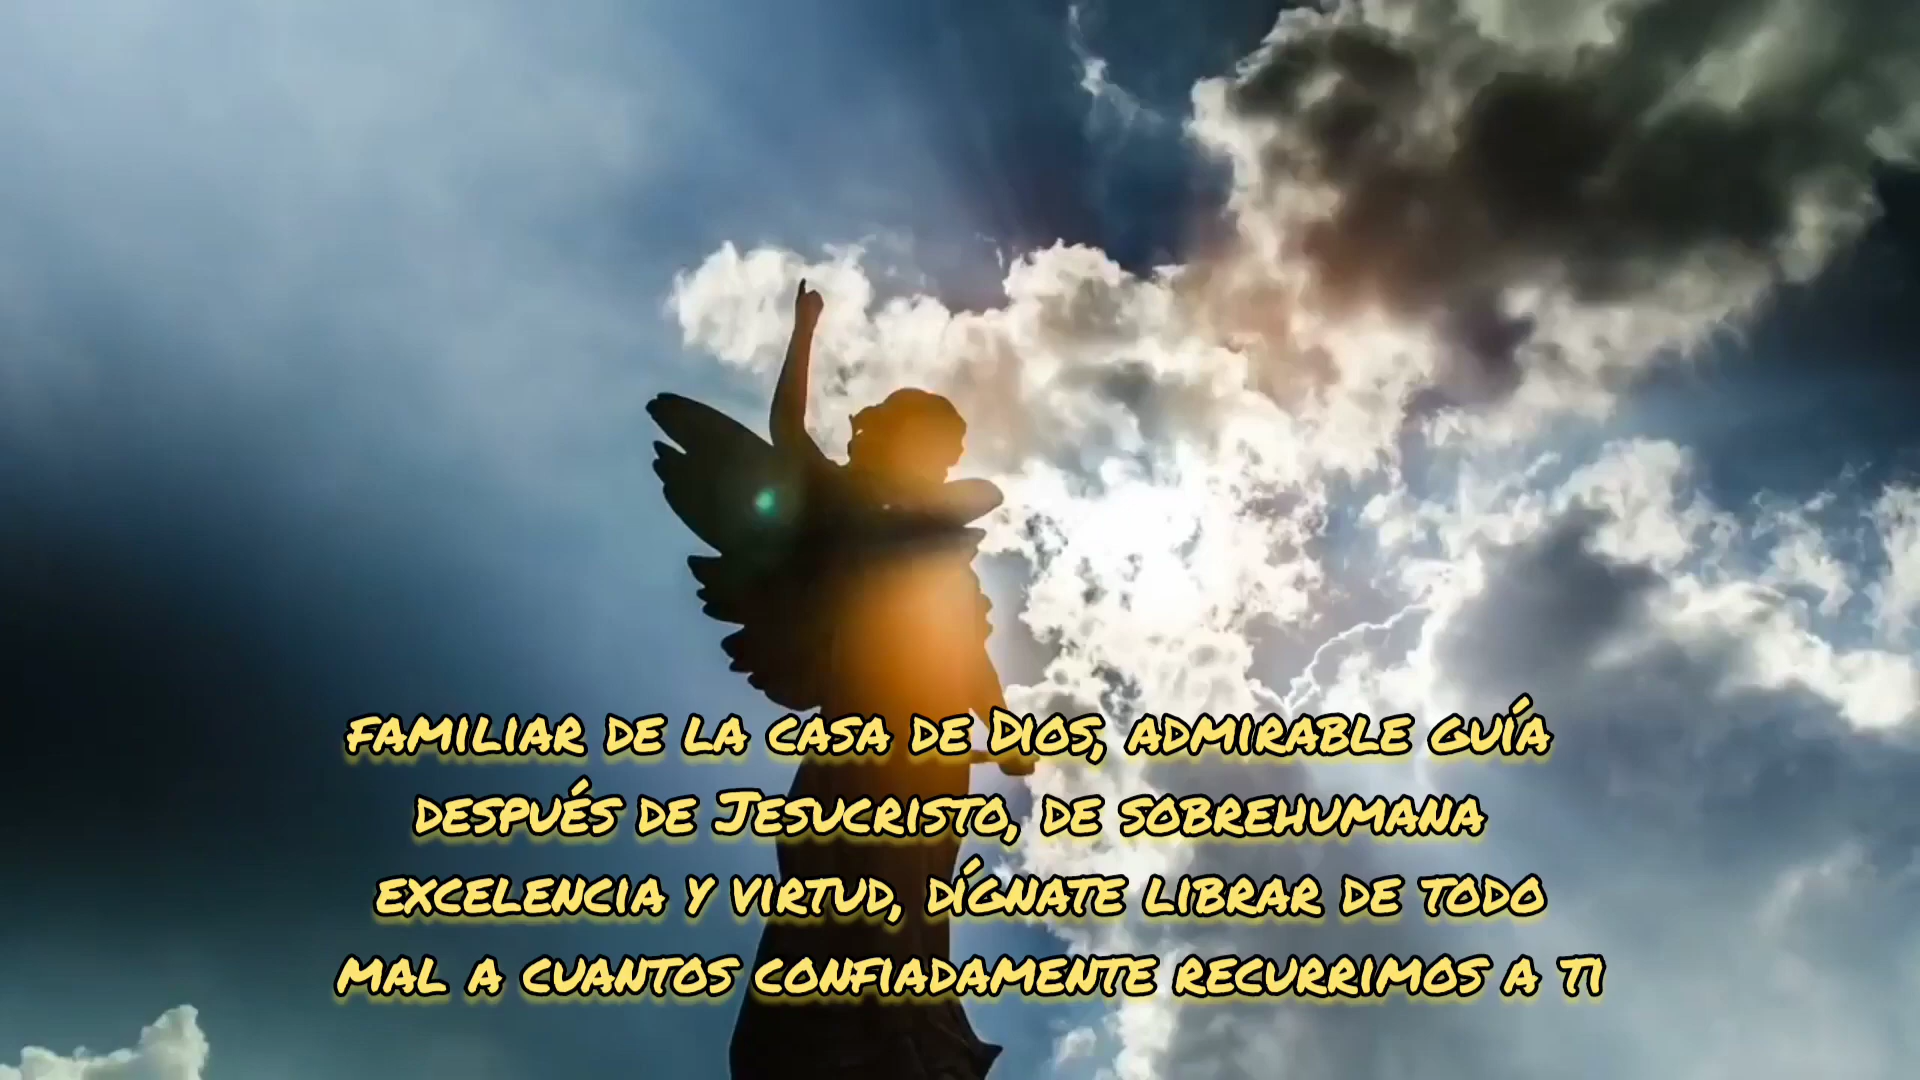 familiar de la casa de Dios, admirable guía
después de Jesucristo, de sobrehumana
excelencia y virtud, dígnate librar de todo
mal a cuantos confiadamente recurrimos a ti